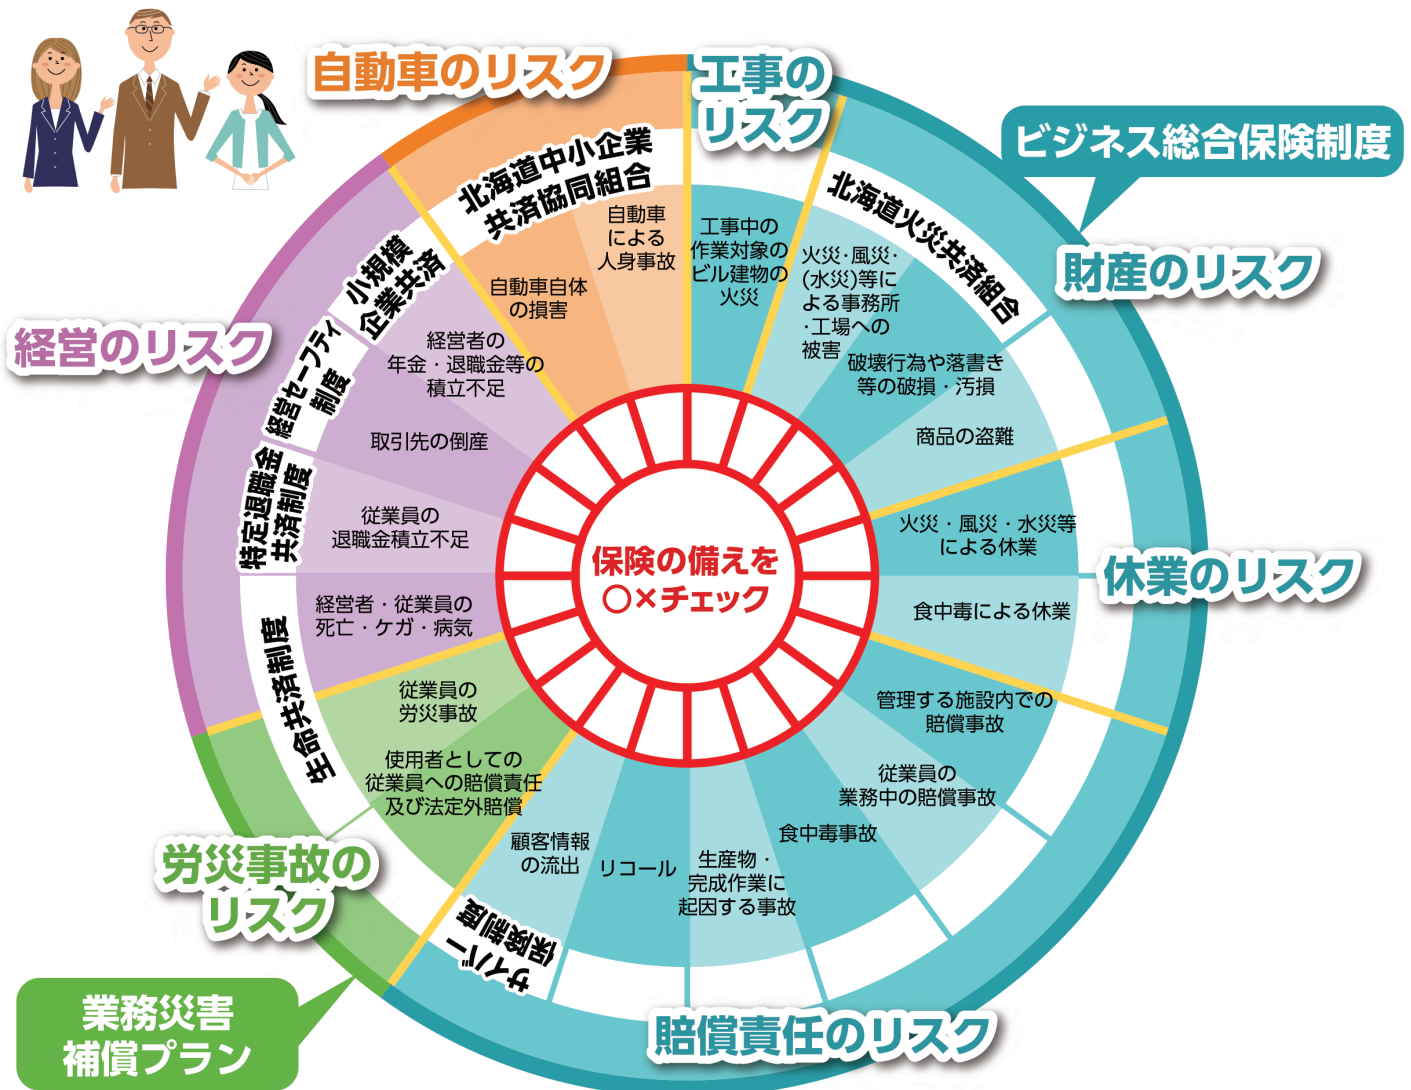 自動車のリスク
工事の
リスク
ビジネス総合保険制度
財産のリスク
休業のリスク
賠償責任のリスク
労災事故の
リスク
業務災害
補償プラン
経営のリスク
北海道中小企業
共済協同組合
自動車
による
人身事故
自動車自体
の損害
工事中の
作業対象の
ビル建物の
火災
北海道火災共済組合
火災・風災・
(水災)等に
よる事務所
・工場への
被害
破壊行為や落書き
等の破損・汚損
商品の盗難
火災・風災・水災等
による休業
食中毒による休業
管理する施設内での
賠償事故
従業員の
業務中の賠償事故
食中毒事故
生産物・
完成作業に
起因する事故
リコール
顧客情報
の流出
サイバー
保険制度
使用者としての
従業員への賠償責任
及び法定外賠償
従業員の
労災事故
生命共済制度
経営者・従業員の
死亡・ケガ・病気
特定退職金
共済制度
従業員の
退職金積立不足
経営セーフティ
制度
取引先の倒産
小規模
企業共済
経営者の
年金・退職金等の
積立不足
保険の備えを
○×チェック